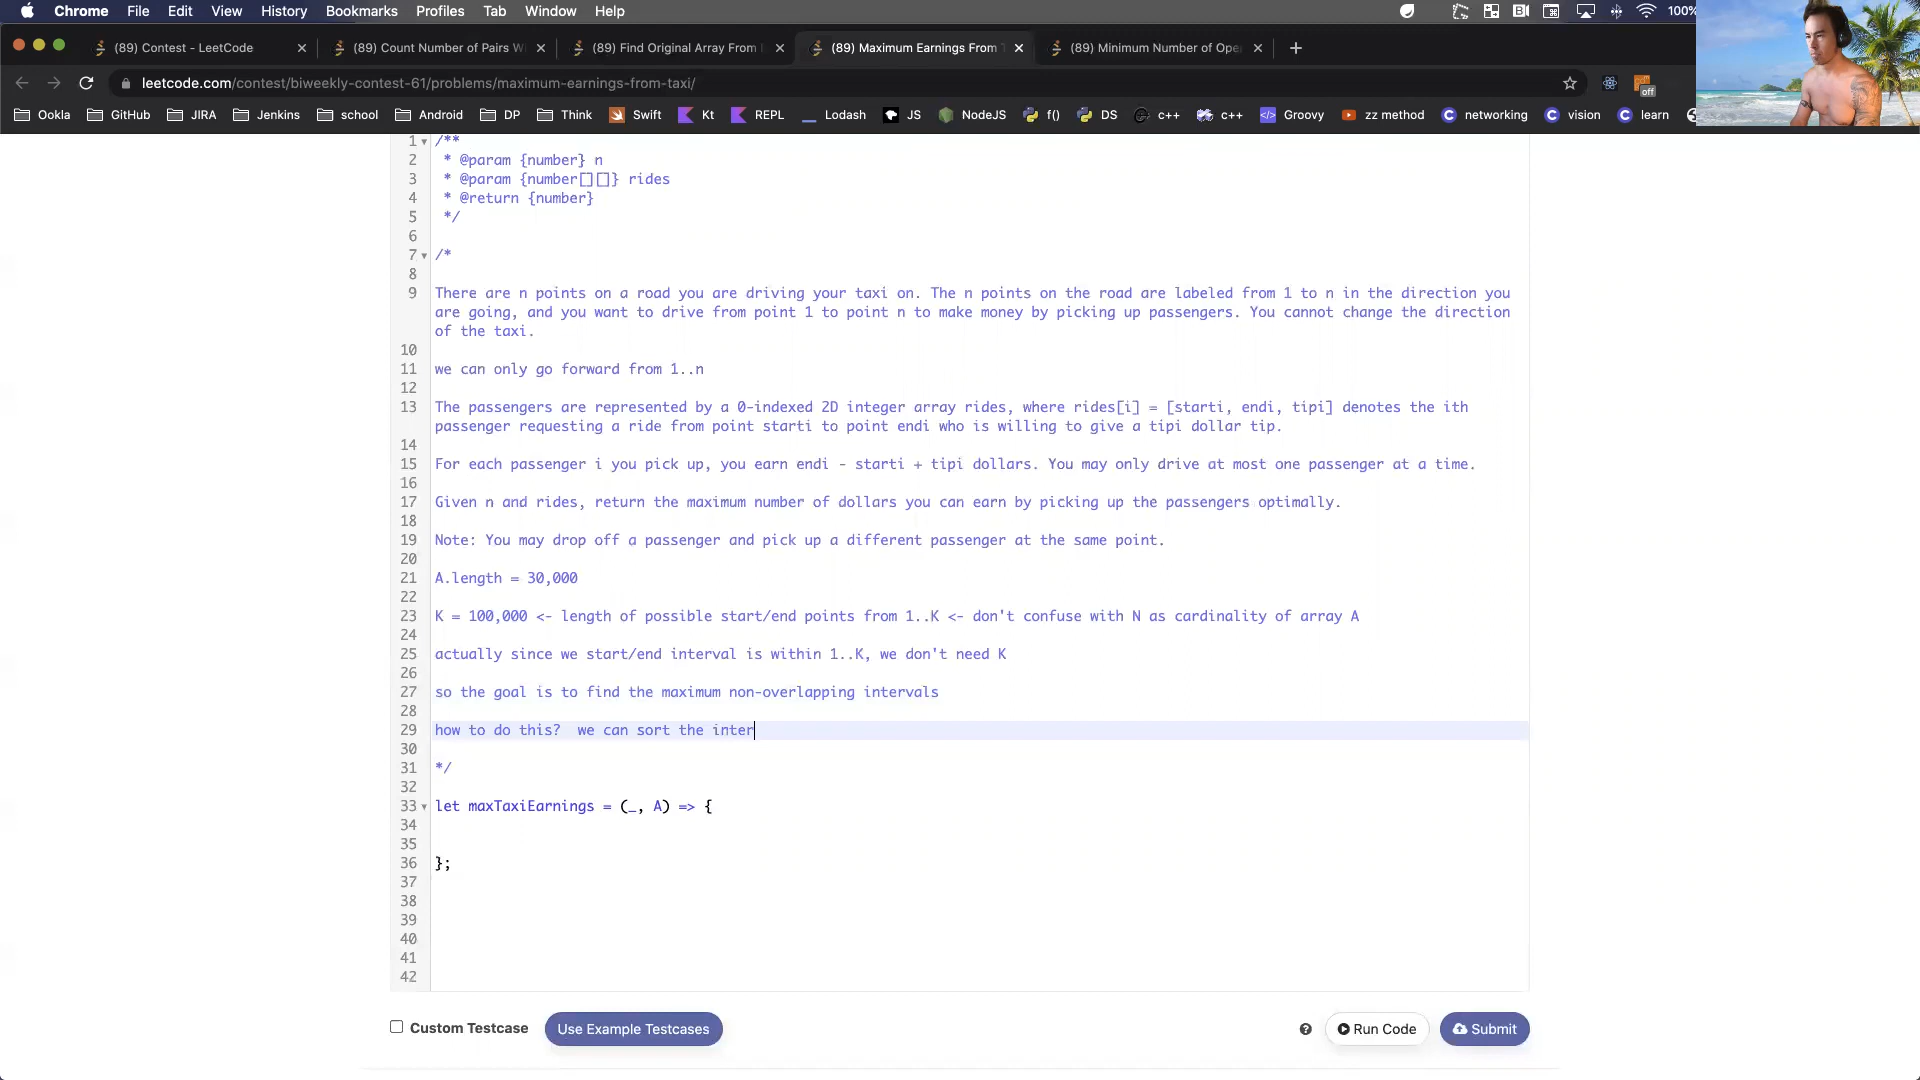 Chrome File Edit View History Bookmarks Profiles Tab Window Help 100%
(89) Contest - LeetCode (89) Count Number of Pairs W (89) Find Original Array From (89) Maximum Earnings From T (89) Minimum Number of Ope
leetcode.com/contest/biweekly-contest-61/problems/maximum-earnings-from-taxi/ off
Ookla GitHub JIRA Jenkins school Android DP Think Swift Kt REPL Lodash JS NodeJS f() DS c++ c++ Groovy zz method networking vision learn
1 /**
2 * @param {number} n
3 * @param {number[][]} rides
4 * @return {number}
5 */
6
7 /*
8
9 There are n points on a road you are driving your taxi on. The n points on the road are labeled from 1 to n in the direction you
are going, and you want to drive from point 1 to point n to make money by picking up passengers. You cannot change the direction
of the taxi.
10
11 we can only go forward from 1..n
12
13 The passengers are represented by a 0-indexed 2D integer array rides, where rides[i] = [starti, endi, tipi] denotes the ith
passenger requesting a ride from point starti to point endi who is willing to give a tipi dollar tip.
14
15 For each passenger i you pick up, you earn endi - starti + tipi dollars. You may only drive at most one passenger at a time.
16
17 Given n and rides, return the maximum number of dollars you can earn by picking up the passengers optimally.
18
19 Note: You may drop off a passenger and pick up a different passenger at the same point.
20
21 A.length = 30,000
22
23 K = 100,000 <- length of possible start/end points from 1..K <- don't confuse with N as cardinality of array A
24
25 actually since we start/end interval is within 1..K, we don't need K
26
27 so the goal is to find the maximum non-overlapping intervals
28
29 how to do this?  we can sort the inter
30
31 */
32
33 let maxTaxiEarnings = (_, A) => {
34
35
36 };
37
38
39
40
41
42
Custom Testcase Use Example Testcases Run Code Submit